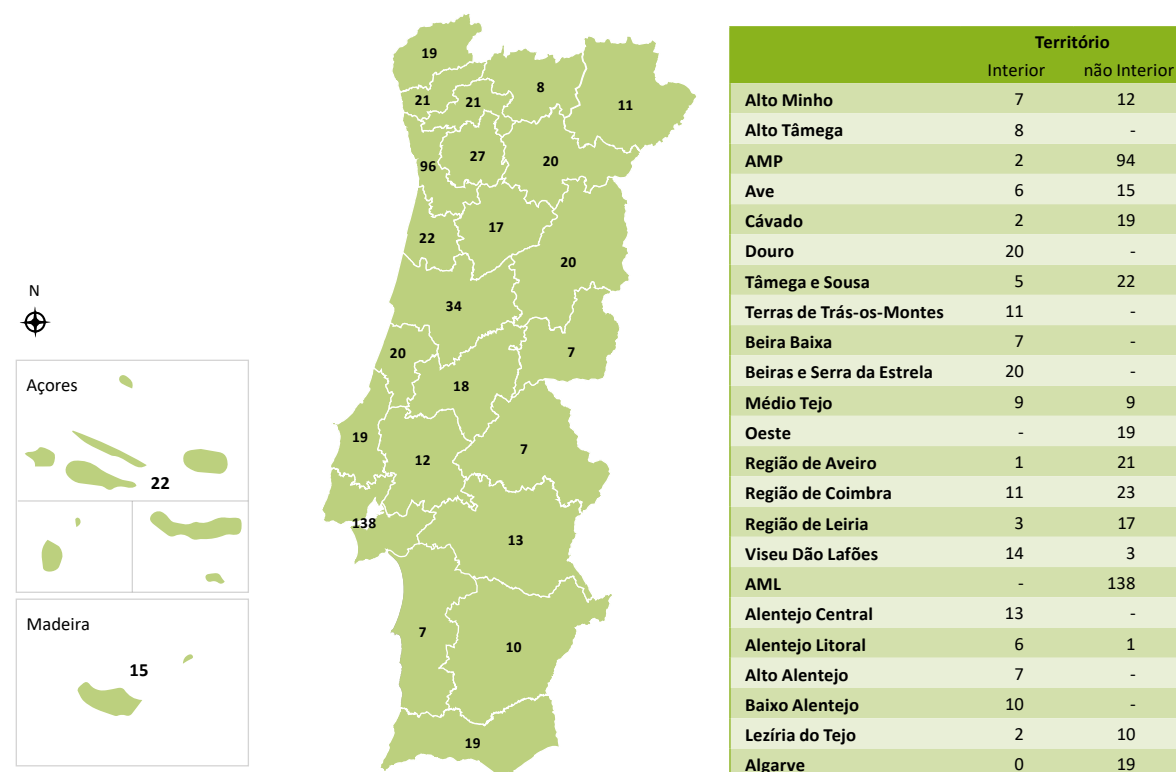 19
21
21
8
11
96
27
20
22
17
20
34
7
20
18
19
12
7
138
13
7
10
19
N
Açores
22
Madeira
15
Território
Interior não Interior
Alto Minho 7 12
Alto Tâmega 8 -
AMP 2 94
Ave 6 15
Cávado 2 19
Douro 20 -
Tâmega e Sousa 5 22
Terras de Trás-os-Montes 11 -
Beira Baixa 7 -
Beiras e Serra da Estrela 20 -
Médio Tejo 9 9
Oeste - 19
Região de Aveiro 1 21
Região de Coimbra 11 23
Região de Leiria 3 17
Viseu Dão Lafões 14 3
AML - 138
Alentejo Central 13 -
Alentejo Litoral 6 1
Alto Alentejo 7 -
Baixo Alentejo 10 -
Lezíria do Tejo 2 10
Algarve 0 19